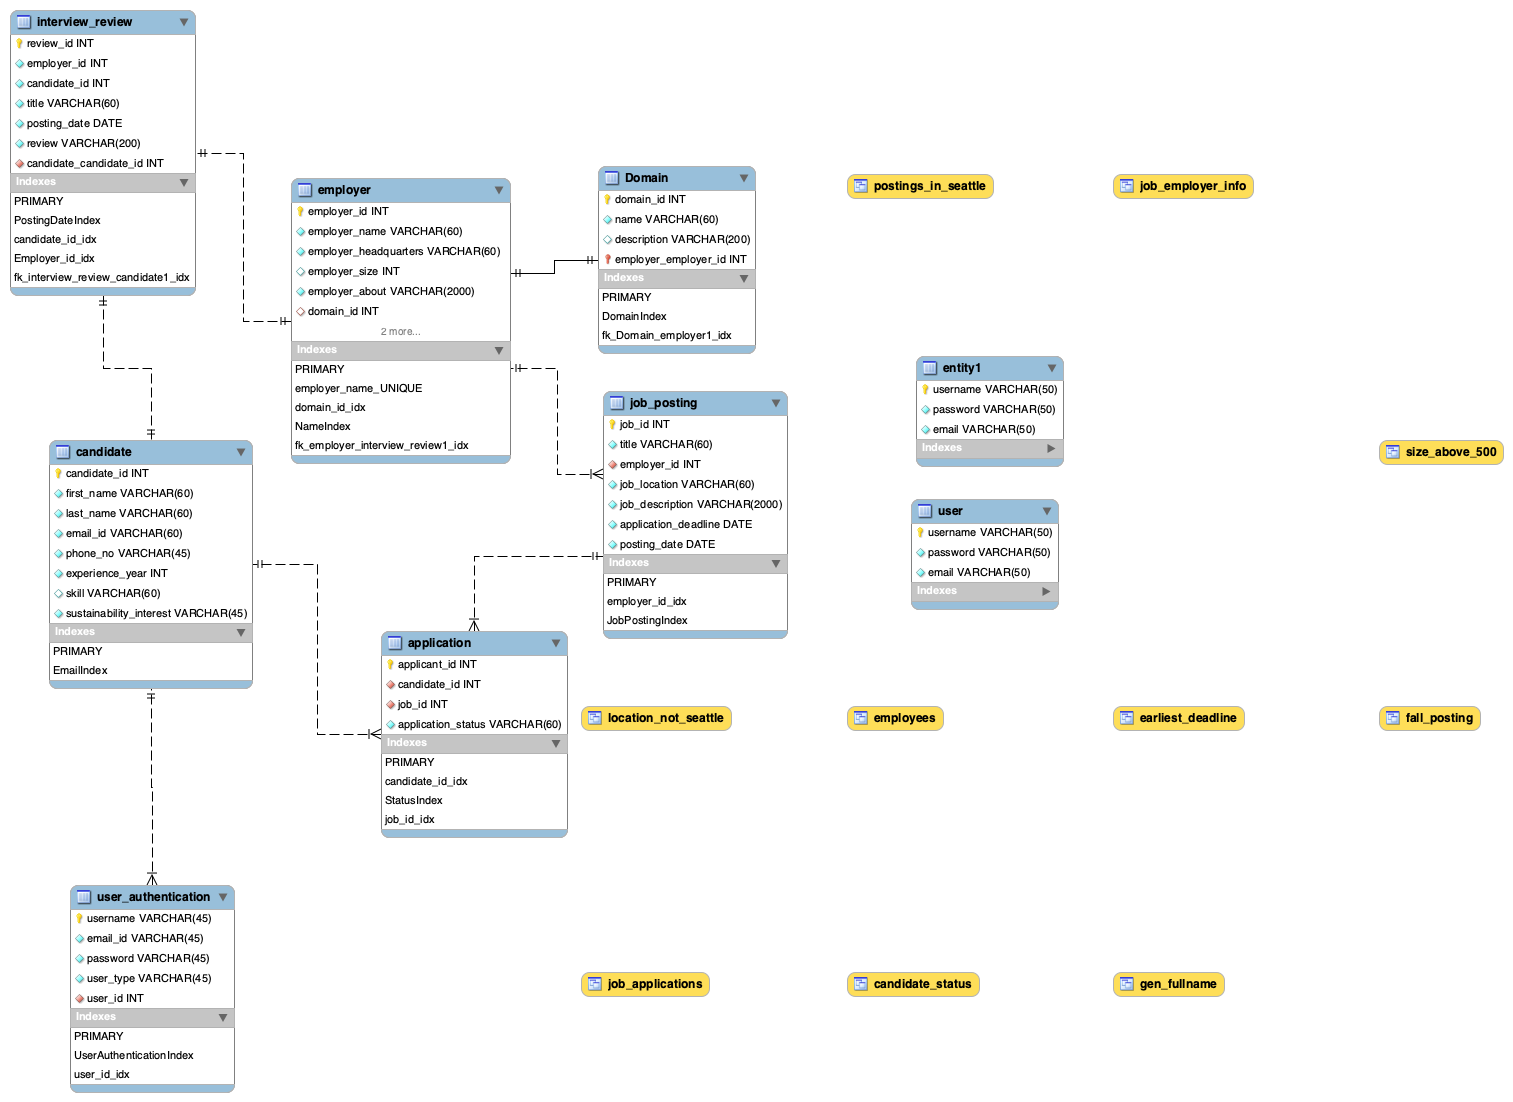 interview_review
review_id INT
employer_id INT
candidate_id INT
title VARCHAR(60)
posting_date DATE
review VARCHAR(200)
candidate_candidate_id INT
Indexes
PRIMARY
PostingDateIndex
candidate_id_idx
Employer_id_idx
fk_interview_review_candidate1_idx
employer
employer_id INT
employer_name VARCHAR(60)
employer_headquarters VARCHAR(60)
employer_size INT
employer_about VARCHAR(2000)
domain_id INT
2 more...
Indexes
PRIMARY
employer_name_UNIQUE
domain_id_idx
NameIndex
fk_employer_interview_review1_idx
Domain
domain_id INT
name VARCHAR(60)
description VARCHAR(200)
employer_employer_id INT
Indexes
PRIMARY
DomainIndex
fk_Domain_employer1_idx
postings_in_seattle
job_employer_info
job_posting
job_id INT
title VARCHAR(60)
employer_id INT
job_location VARCHAR(60)
job_description VARCHAR(2000)
application_deadline DATE
posting_date DATE
Indexes
PRIMARY
employer_id_idx
JobPostingIndex
entity1
username VARCHAR(50)
password VARCHAR(50)
email VARCHAR(50)
Indexes
size_above_500
user
username VARCHAR(50)
password VARCHAR(50)
email VARCHAR(50)
Indexes
candidate
candidate_id INT
first_name VARCHAR(60)
last_name VARCHAR(60)
email_id VARCHAR(60)
phone_no VARCHAR(45)
experience_year INT
skill VARCHAR(60)
sustainability_interest VARCHAR(45)
Indexes
PRIMARY
EmailIndex
application
applicant_id INT
candidate_id INT
job_id INT
application_status VARCHAR(60)
Indexes
PRIMARY
candidate_id_idx
StatusIndex
job_id_idx
location_not_seattle
employees
earliest_deadline
fall_posting
user_authentication
username VARCHAR(45)
email_id VARCHAR(45)
password VARCHAR(45)
user_type VARCHAR(45)
user_id INT
Indexes
PRIMARY
UserAuthenticationIndex
user_id_idx
job_applications
candidate_status
gen_fullname